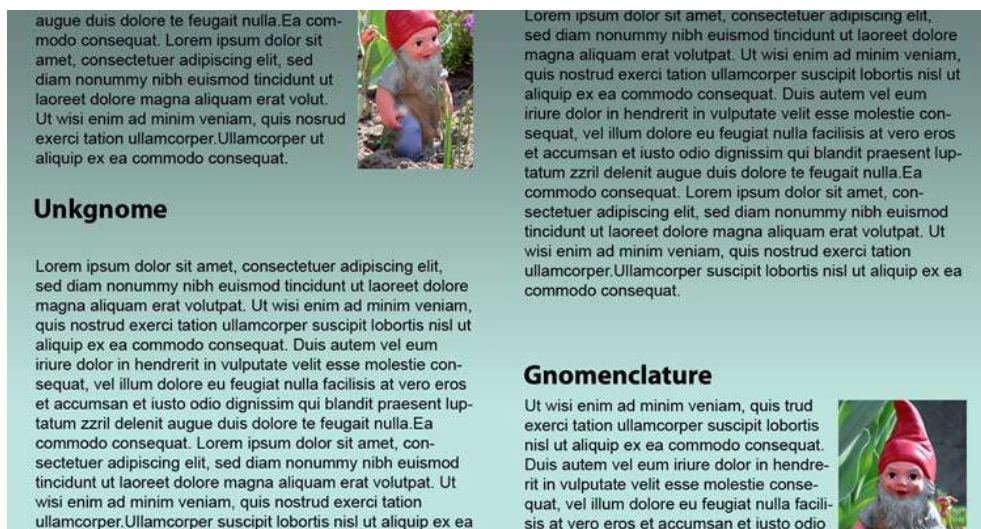 augue duis dolore te feugait nulla.Ea com-
modo consequat. Lorem ipsum dolor sit
amet, consectetuer adipiscing elit, sed
diam nonummy nibh euismod tincidunt ut
laoreet dolore magna aliquam erat volut.
Ut wisi enim ad minim veniam, quis nosrud
exerci tation ullamcorper.Ullamcorper ut
aliquip ex ea commodo consequat.
Unkgnome
Lorem ipsum dolor sit amet, consectetuer adipiscing elit,
sed diam nonummy nibh euismod tincidunt ut laoreet dolore
magna aliquam erat volutpat. Ut wisi enim ad minim veniam,
quis nostrud exerci tation ullamcorper suscipit lobortis nisl ut
aliquip ex ea commodo consequat. Duis autem vel eum
iriure dolor in hendrerit in vulputate velit esse molestie con-
sequat, vel illum dolore eu feugiat nulla facilisis at vero eros
et accumsan et iusto odio dignissim qui blandit praesent lup-
tatum zzril delenit augue duis dolore te feugait nulla.Ea
commodo consequat. Lorem ipsum dolor sit amet, con-
sectetuer adipiscing elit, sed diam nonummy nibh euismod
tincidunt ut laoreet dolore magna aliquam erat volutpat. Ut
wisi enim ad minim veniam, quis nostrud exerci tation
ullamcorper.Ullamcorper suscipit lobortis nisl ut aliquip ex ea
Lorem ipsum dolor sit amet, consectetuer adipiscing elit,
sed diam nonummy nibh euismod tincidunt ut laoreet dolore
magna aliquam erat volutpat. Ut wisi enim ad minim veniam,
quis nostrud exerci tation ullamcorper suscipit lobortis nisl ut
aliquip ex ea commodo consequat. Duis autem vel eum
iriure dolor in hendrerit in vulputate velit esse molestie con-
sequat, vel illum dolore eu feugiat nulla facilisis at vero eros
et accumsan et iusto odio dignissim qui blandit praesent lup-
tatum zzril delenit augue duis dolore te feugait nulla.Ea
commodo consequat. Lorem ipsum dolor sit amet, con-
sectetuer adipiscing elit, sed diam nonummy nibh euismod
tincidunt ut laoreet dolore magna aliquam erat volutpat. Ut
wisi enim ad minim veniam, quis nostrud exerci tation
ullamcorper.Ullamcorper suscipit lobortis nisl ut aliquip ex ea
commodo consequat.
Gnomenclature
Ut wisi enim ad minim veniam, quis trud
exerci tation ullamcorper suscipit lobortis
nisl ut aliquip ex ea commodo consequat.
Duis autem vel eum iriure dolor in hendre-
rit in vulputate velit esse molestie conse-
quat, vel illum dolore eu feugiat nulla facili-
sis at vero eros et accumsan et iusto odio